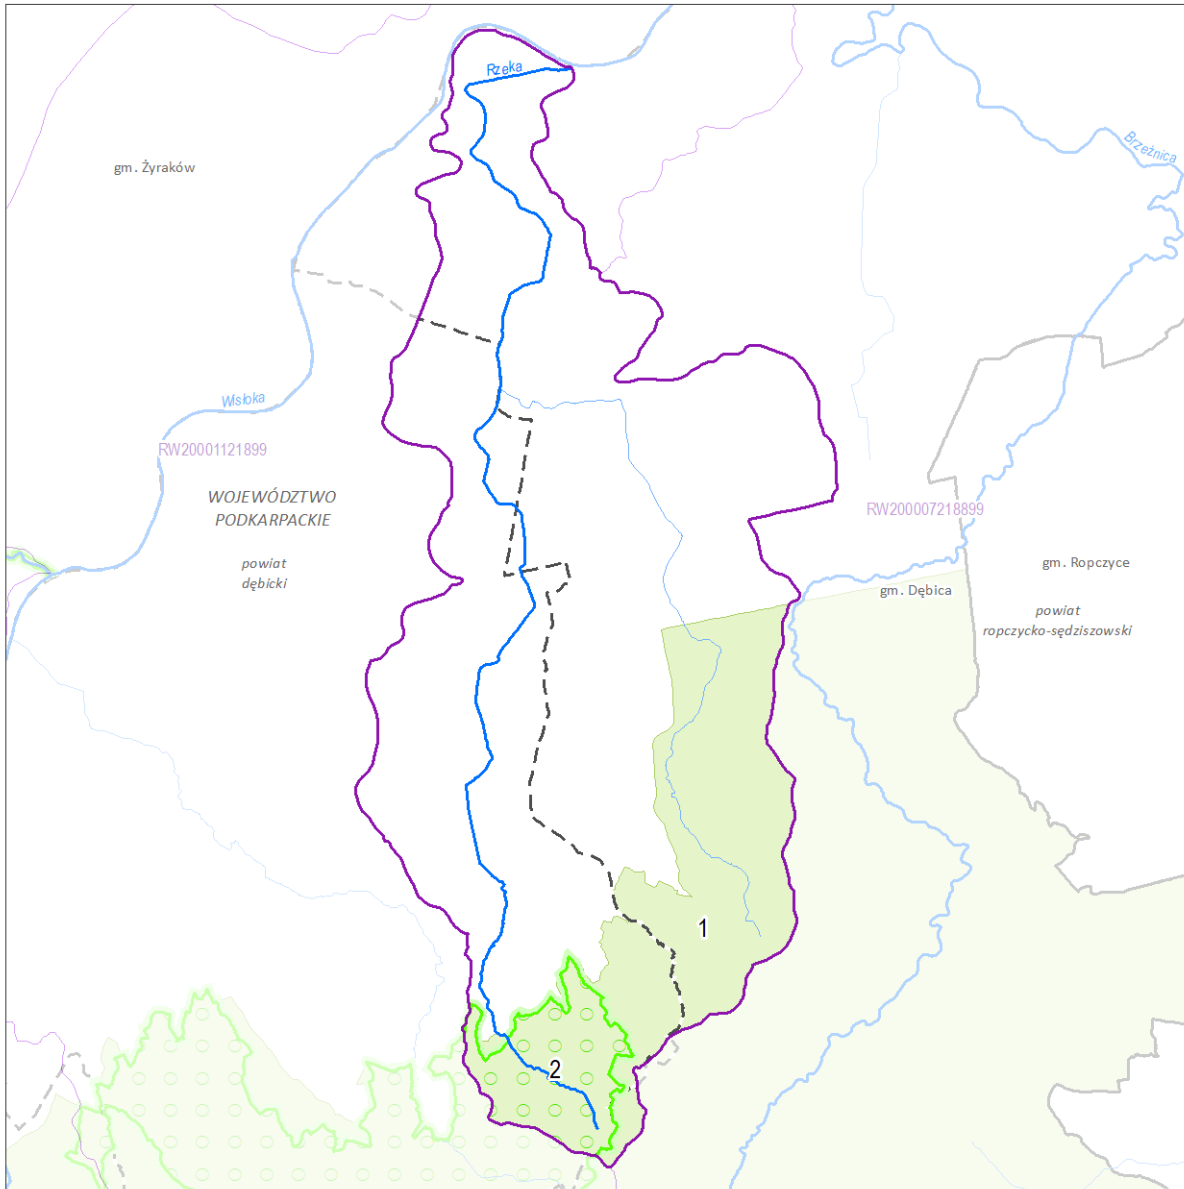 Rzęka
Brzeźnica
gm. Żyraków
Wisłoka
RW20001121899
WOJEWÓDZTWO
PODKARPACKIE
powiat
dębicki
RW200007218899
gm. Ropczyce
gm. Dębica
powiat
ropczycko-sędziszowski
1
2